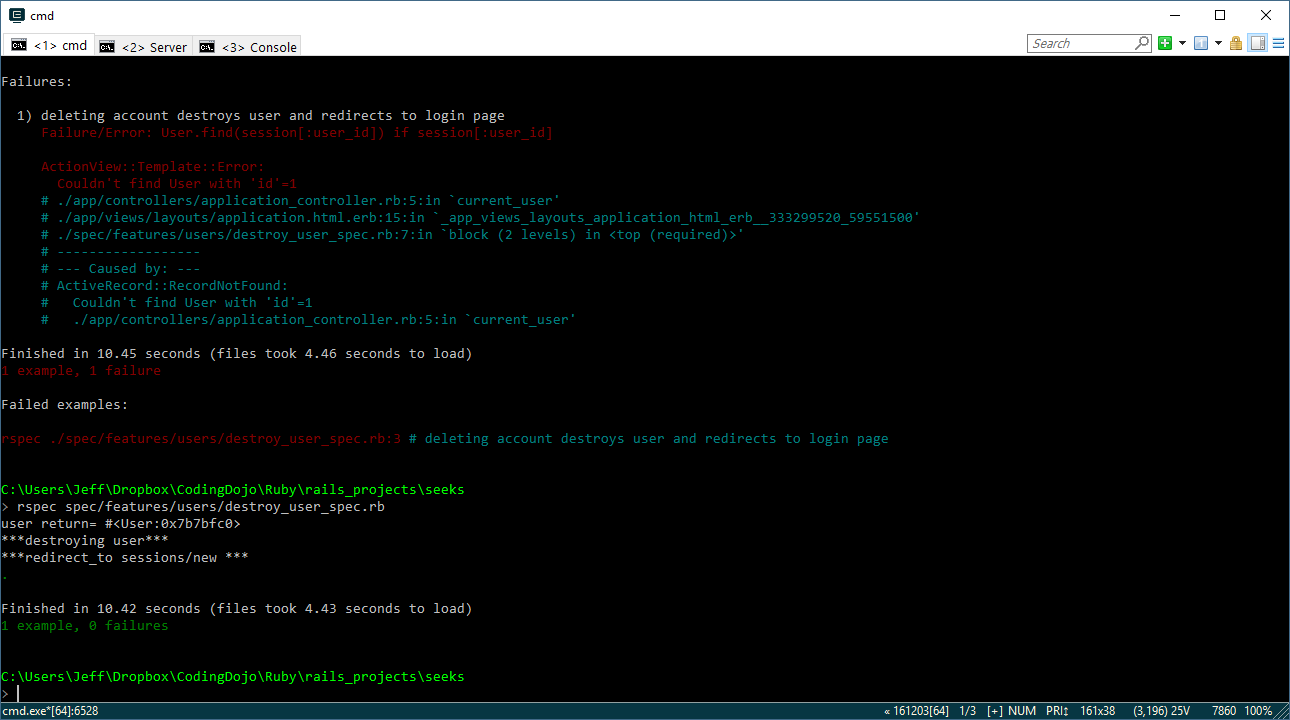 cmd
<1> cmd
<2> Server
<3> Console
Search
Failures:
1) deleting account destroys user and redirects to login page
Failure/Error: User.find(session[:user_id]) if session[:user_id]
ActionView::Template::Error:
Couldn't find User with 'id'=1
# ./app/controllers/application_controller.rb:5:in `current_user'
# ./app/views/layouts/application.html.erb:15:in `_app_views_layouts_application_html_erb__333299520_59551500'
# ./spec/features/users/destroy_user_spec.rb:7:in `block (2 levels) in <top (required)>'
# ------------------
# --- Caused by: ---
# ActiveRecord::RecordNotFound:
#   Couldn't find User with 'id'=1
#   ./app/controllers/application_controller.rb:5:in `current_user'
Finished in 10.45 seconds (files took 4.46 seconds to load)
1 example, 1 failure
Failed examples:
rspec ./spec/features/users/destroy_user_spec.rb:3 # deleting account destroys user and redirects to login page
C:\Users\Jeff\Dropbox\CodingDojo\Ruby\rails_projects\seeks
> rspec spec/features/users/destroy_user_spec.rb
user return= #<User:0x7b7bfc0>
***destroying user***
***redirect_to sessions/new ***
.
Finished in 10.42 seconds (files took 4.43 seconds to load)
1 example, 0 failures
C:\Users\Jeff\Dropbox\CodingDojo\Ruby\rails_projects\seeks
>
cmd.exe*[64]:6528
« 161203[64] 1/3 [+] NUM PRI↕ 161x38 (3,196) 25V 7860 100%